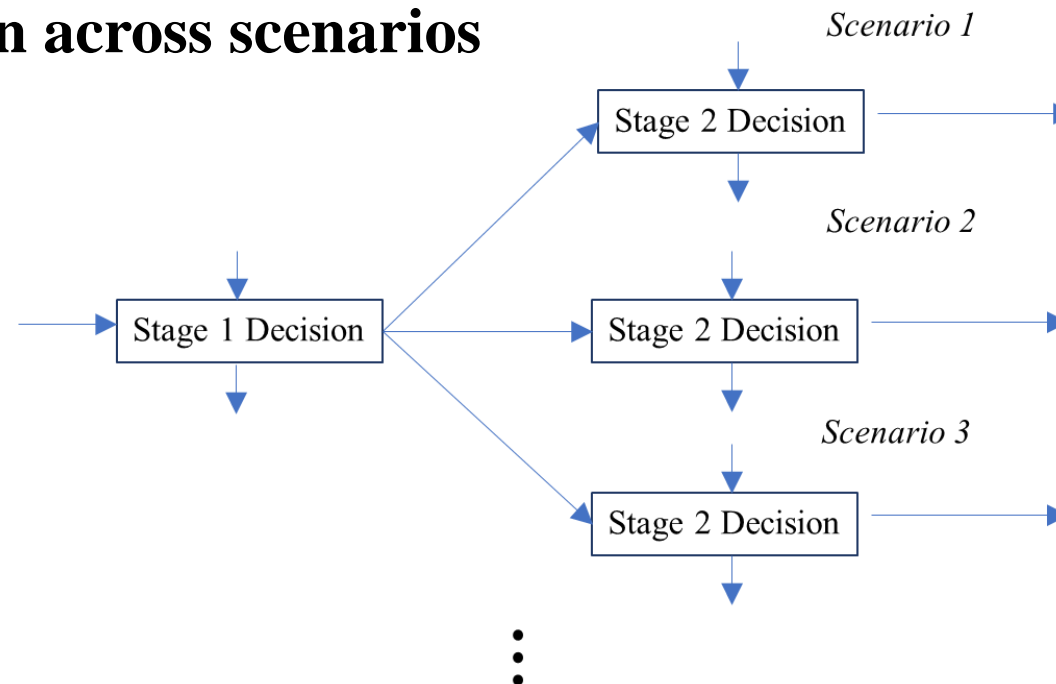 n across scenarios
Scenario 1
Stage 2 Decision
Scenario 2
Stage 1 Decision
Stage 2 Decision
Scenario 3
Stage 2 Decision